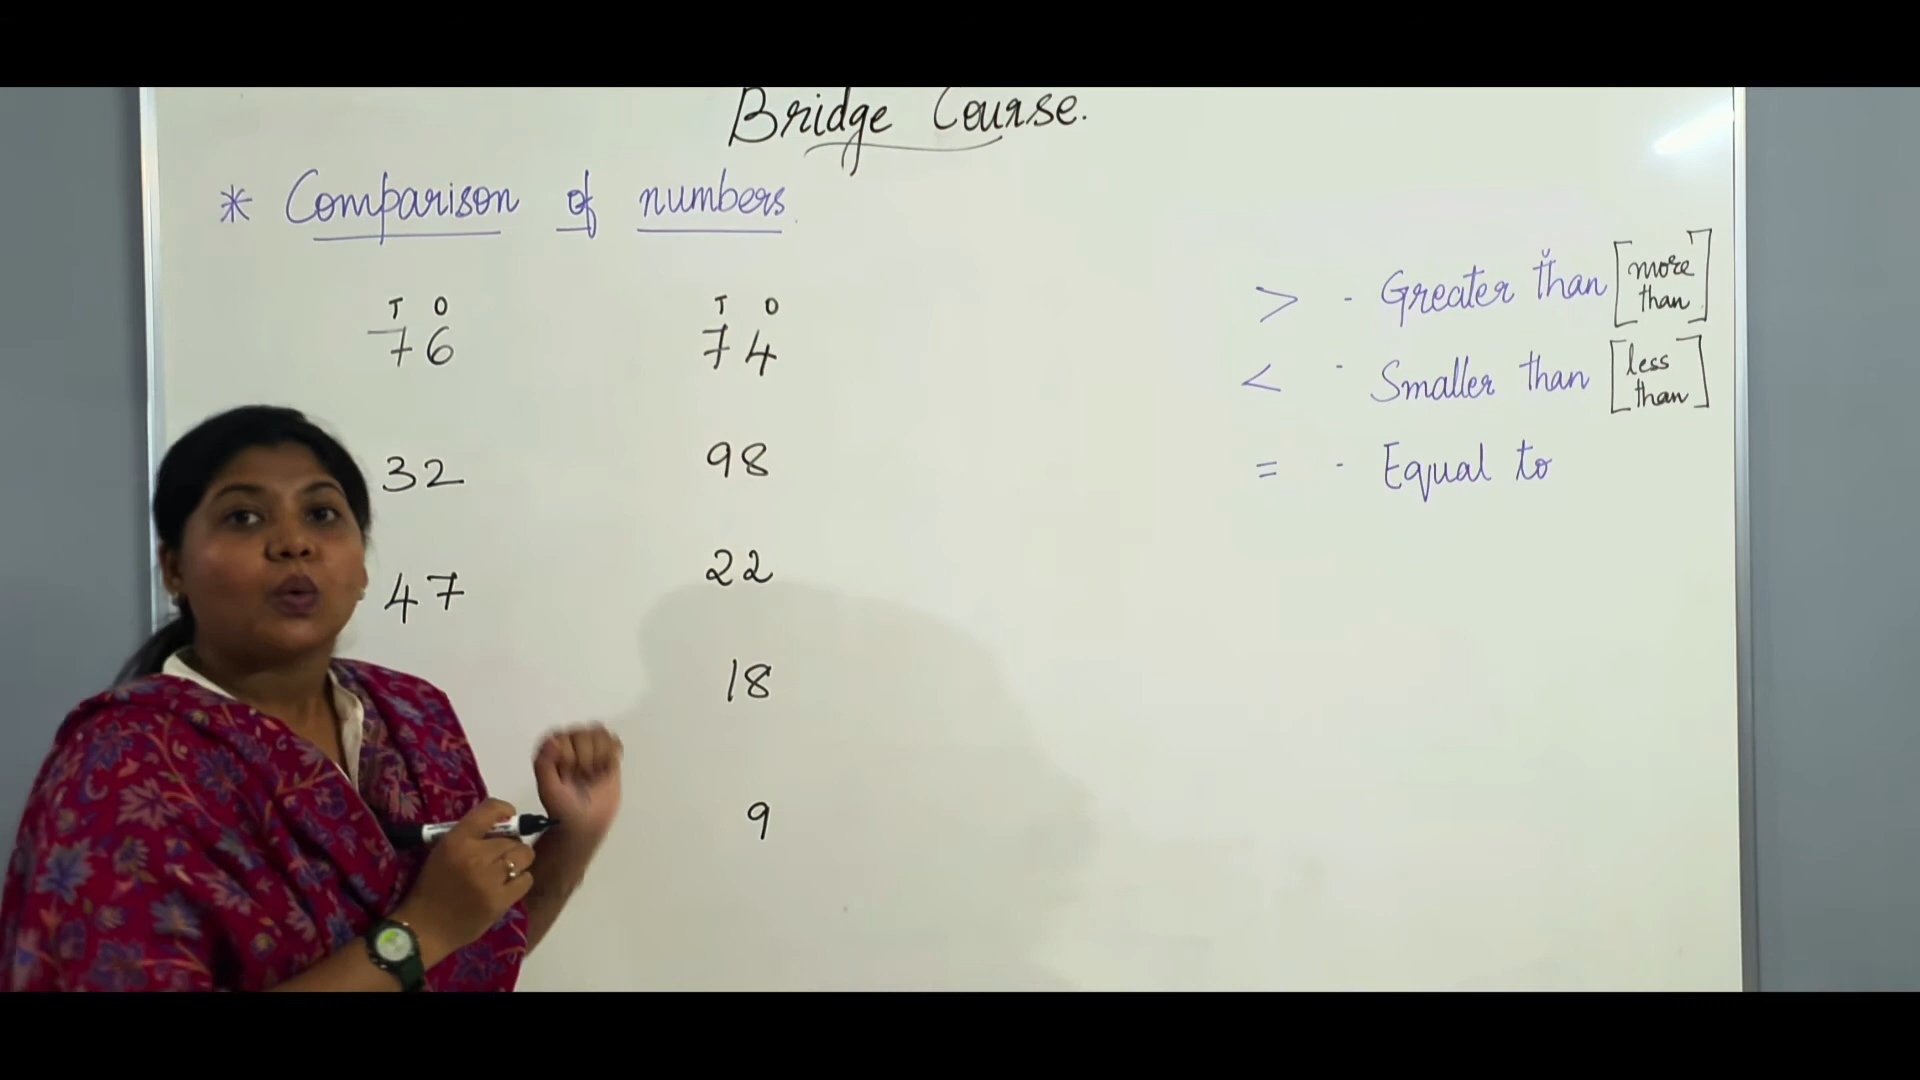 Bridge Course.
* Comparison of numbers
T O T O
76 74
32 98
47 22
18
9
> - Greater than [more than]
< - Smaller than [less than]
= - Equal to